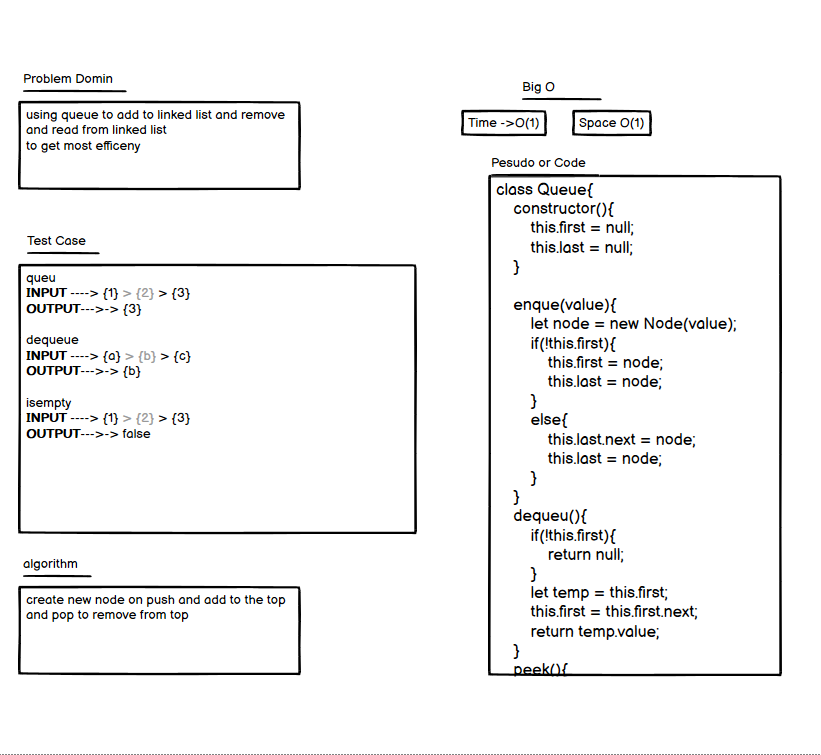 Problem Domin
using queue to add to linked list and remove
and read from linked list
to get most efficeny
Test Case
queu
INPUT ----> {1} > {2} > {3}
OUTPUT--->-> {3}
dequeue
INPUT ----> {a} > {b} > {c}
OUTPUT--->-> {b}
isempty
INPUT ----> {1} > {2} > {3}
OUTPUT--->-> false
algorithm
create new node on push and add to the top
and pop to remove from top
Big O
Time ->O(1)
Space O(1)
Pesudo or Code
class Queue{
constructor(){
this.first = null;
this.last = null;
}
enque(value){
let node = new Node(value);
if(!this.first){
this.first = node;
this.last = node;
}
else{
this.last.next = node;
this.last = node;
}
}
dequeu(){
if(!this.first){
return null;
}
let temp = this.first;
this.first = this.first.next;
return temp.value;
}
peek(){